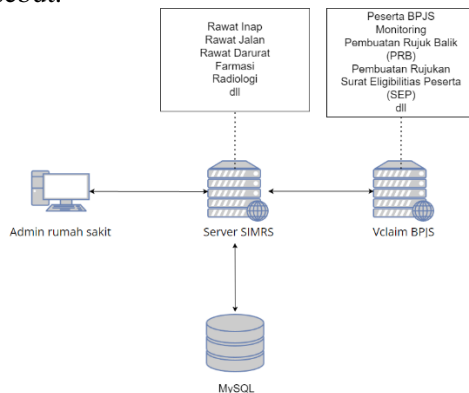 Rawat Inap
Rawat Jalan
Rawat Darurat
Farmasi
Radiologi
dll
Peserta BPJS
Monitoring
Pembuatan Rujuk Balik
(PRB)
Pembuatan Rujukan
Surat Eligibilitias Peserta
(SEP)
dll
Admin rumah sakit
Server SIMRS
Vclaim BPJS
MySQL